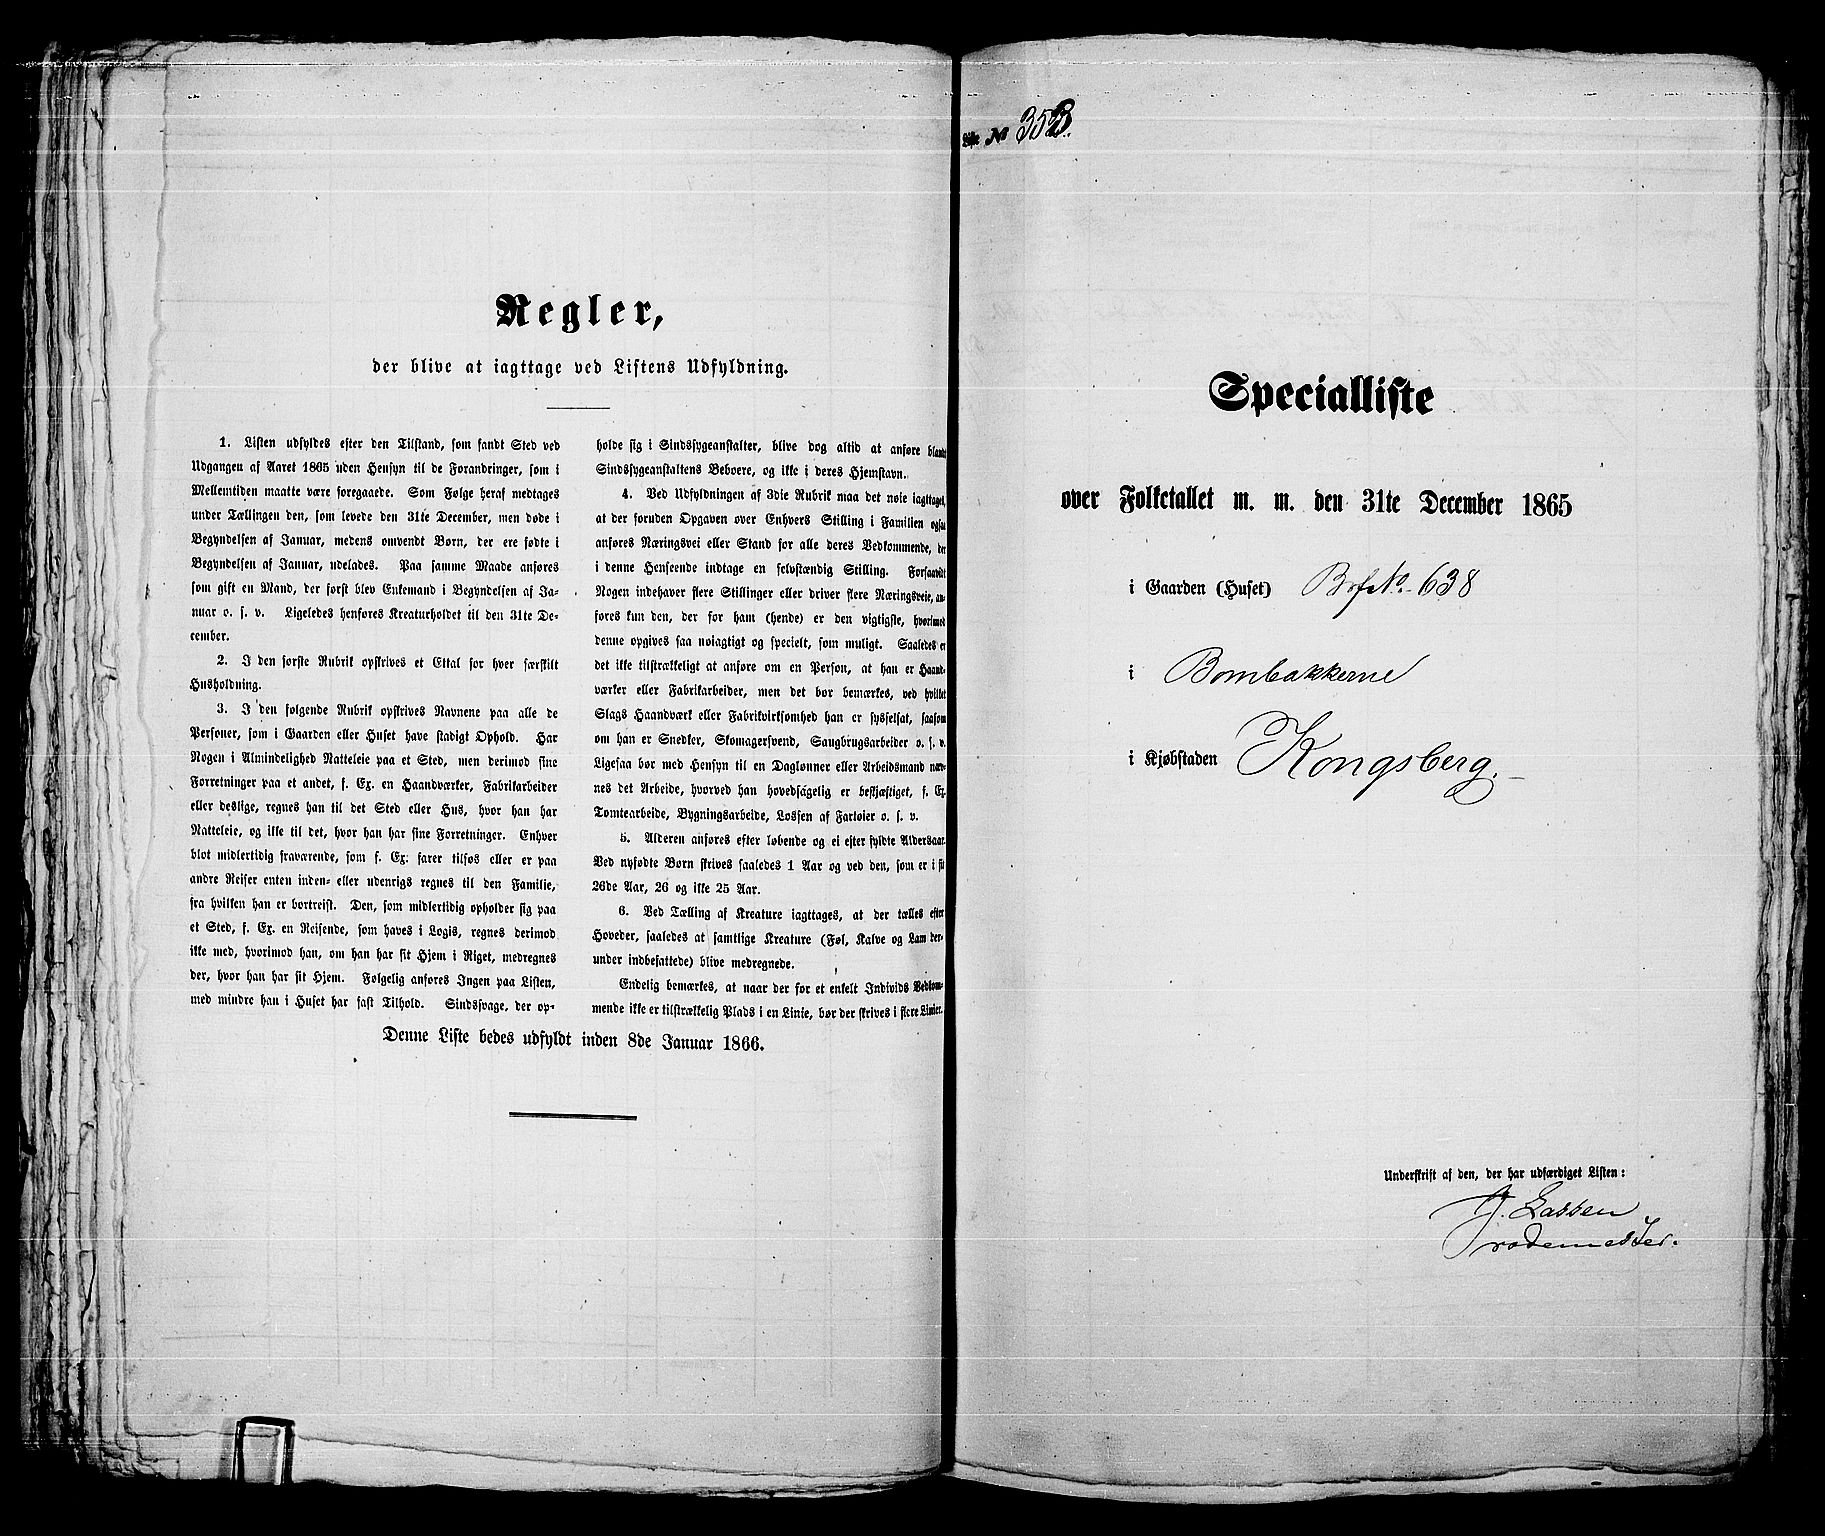 Regler,
der blive at iagttage ved Listens Udfyldning.
1. Listen udfyldes efter den Tilstand, som fandt Sted ved
Udgangen af Aaret 1865 uden Hensyn til de Forandringer, som i
Mellemtiden maatte være foregaaede. Som Følge heraf medtages
under Tællingen den, som levede den 31te December, men døde i
Begyndelsen af Januar, medens omvendt Børn, der ere fødte i
Begyndelsen af Januar, udelades. Paa samme Maade anføres
som gift en Mand, der først blev Enkemand i Begyndelsen af Ja-
nuar o. s. v. Ligeledes henføres Kreaturholdet til den 31te De-
cember.
2. I den første Rubrik opskrives et Ettal for hver særskilt
Husholdning.
3. I den følgende Rubrik opskrives Navnene paa alle de
Personer, som i Gaarden eller Huset have stadigt Ophold. Har
Nogen i Almindelighed Natteleie paa et Sted, men derimod sine
Forretninger paa et andet, f. Ex. en Haandværker, Fabrikarbeider
eller deslige, regnes han til det Sted eller Hus, hvor han har
Natteleie, og ikke til det, hvor han har sine Forretninger. Enhver
blot midlertidig fraværende, som f. Ex: farer tilsøs eller er paa
andre Reiser enten inden- eller udenrigs regnes til den Familie,
fra hvilken han er bortreist. Den, som midlertidig opholder sig paa
et Sted, f. Ex. en Reisende, som haves i Logis, regnes derimod
ikke med, hvorimod han, om han har sit Hjem i Riget, medregnes
der, hvor han har sit Hjem. Følgelig anføres Ingen paa Listen,
med mindre han i Huset har fast Tilhold. Sindssvage, der op-
holde sig i Sindssygeanstalter, blive dog altid at anføre blandt
Sindssygeanstaltens Beboere, og ikke i deres Hjemstavn.
4. Ved Udfyldningen af 3die Rubrik maa det nøie iagttages,
at der foruden Opgaven over Enhvers Stilling i Familien ogsaa
anføres Næringsvei eller Stand for alle deres Vedkommende, der
i denne Henseende indtage en selvstændig Stilling. Forsaavidt
Nogen indehaver flere Stillinger eller driver flere Næringsveie, an-
føres kun den, der for ham (hende) er den vigtigste, hvorimod
denne opgives saa nøiagtigt og specielt, som muligt. Saaledes er
det ikke tilstrækkeligt at anføre om en Person, at han er Haand-
værker eller Fabrikarbeider, men det bør bemærkes, ved hvilket
Slags Haandværk eller Fabrikvirksomhed han er sysselsat, saasom
om han er Snedker, Skomagersvend, Saugbrugsarbeider o. s. v.
Ligesaa bør med Hensyn til en Daglønner eller Arbeidsmand næv-
nes det Arbeide, hvorved han hovedsagelig er beskjæftiget, f. Ex.
Tomtearbeide, Bygningsarbeide, Lossen af Fartøier o. s. v.
5. Alderen anføres efter løbende og ei efter fyldte Aldersaar.
Ved nyfødte Børn skrives saaledes 1 Aar og ved den, som er i sit
26de Aar, 26 og ikke 25 Aar.
6. Ved Tælling af Kreature iagttages, at der tælles efter
Hoveder, saaledes at samtlige Kreature (Føl, Kalve og Lam der-
under indbefattede) blive medregnede.
Endelig bemærkes, at naar der for et enkelt Individs Vedkom-
mende ikke er tilstrækkelig Plads i en Linie, bør der skrives i flere Linier.
Denne Liste bedes udfyldt inden 8de Januar 1866.
Liste № 353.
Specialliste
over Folketallet m. m. den 31te December 1865
i Gaarden (Huset) BrfsNo. 638
i Bombakkerne
i Kjøbstaden Kongsberg.
Underskrift af den, der har udfærdiget Listen:
Lassen
rodemester.